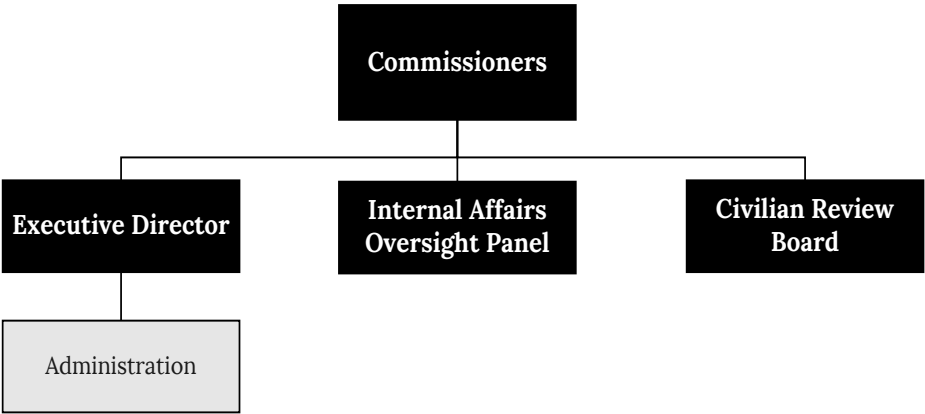 Commissioners
Executive Director
Internal Affairs
Oversight Panel
Civilian Review
Board
Administration